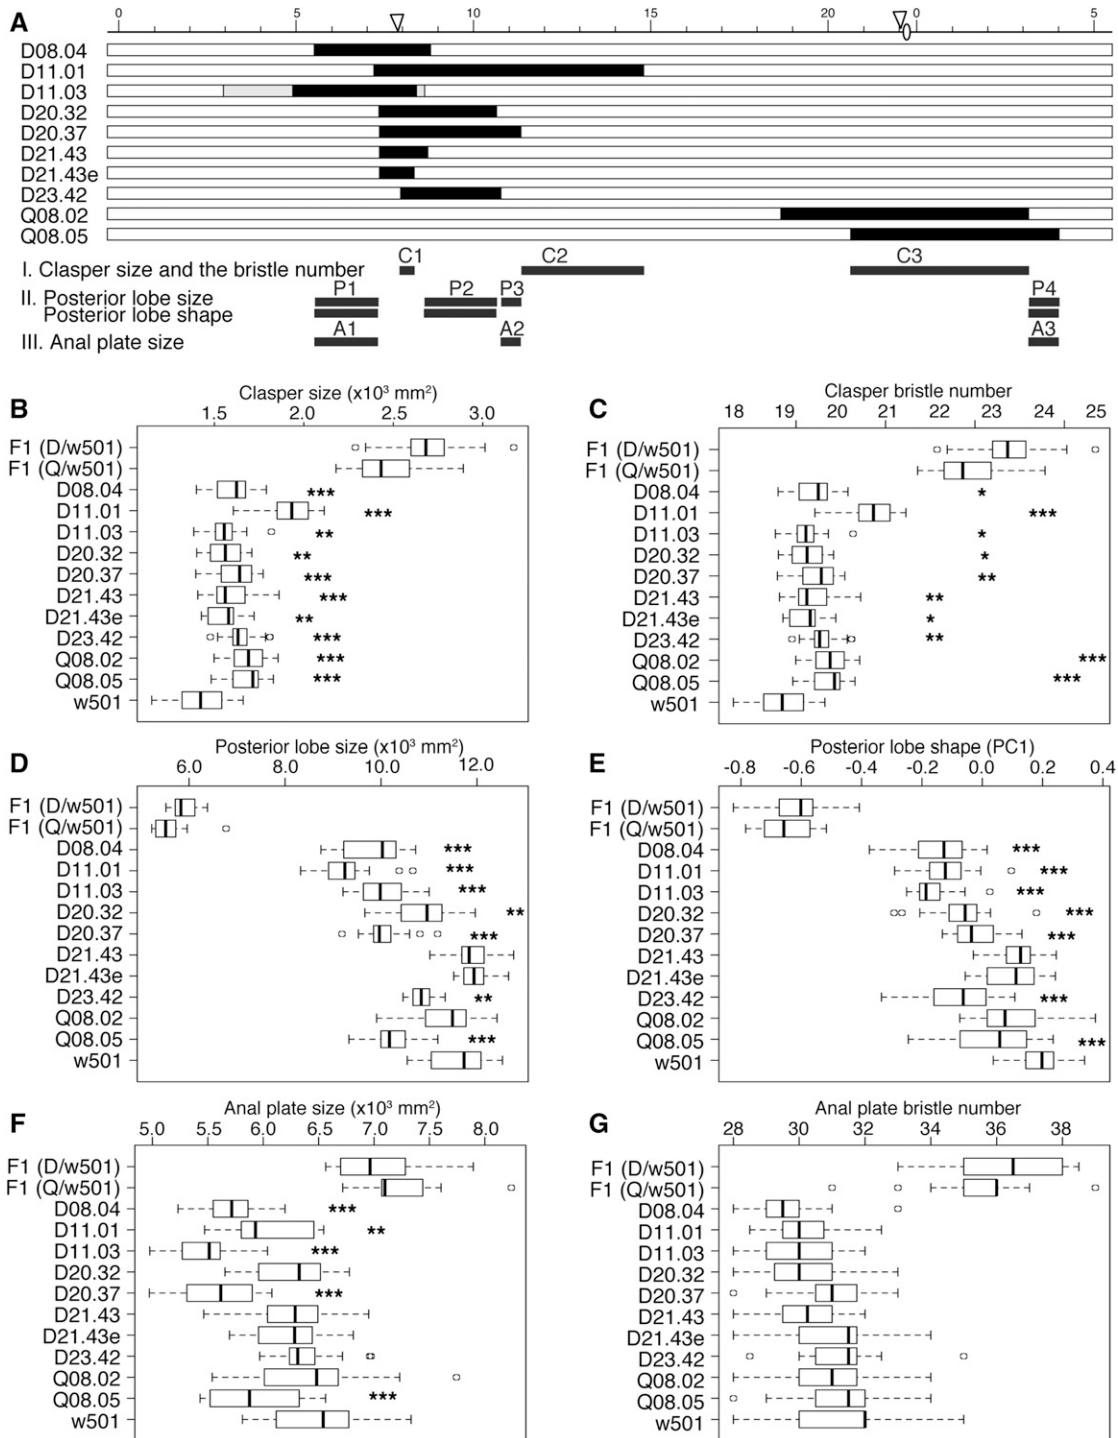 A
0 5 10 15 20 0 5
D08.04
D11.01
D11.03
D20.32
D20.37
D21.43
D21.43e
D23.42
Q08.02
Q08.05
C1 C2 C3
I. Clasper size and the bristle number
P1 P2 P3 P4
II. Posterior lobe size
Posterior lobe shape
A1 A2 A3
III. Anal plate size
B
Clasper size (x10³ mm²)
1.5 2.0 2.5 3.0
F1 (D/w501)
F1 (Q/w501)
D08.04 ***
D11.01 ***
D11.03 **
D20.32 **
D20.37 ***
D21.43 ***
D21.43e **
D23.42 ***
Q08.02 ***
Q08.05 ***
w501
C
Clasper bristle number
18 19 20 21 22 23 24 25
F1 (D/w501)
F1 (Q/w501)
D08.04 *
D11.01 ***
D11.03 *
D20.32 *
D20.37 **
D21.43 **
D21.43e *
D23.42 **
Q08.02 ***
Q08.05 ***
w501
D
Posterior lobe size (x10³ mm²)
6.0 8.0 10.0 12.0
F1 (D/w501)
F1 (Q/w501)
D08.04 ***
D11.01 ***
D11.03 ***
D20.32 **
D20.37 ***
D21.43
D21.43e
D23.42 **
Q08.02
Q08.05 ***
w501
E
Posterior lobe shape (PC1)
-0.8 -0.6 -0.4 -0.2 0.0 0.2 0.4
F1 (D/w501)
F1 (Q/w501)
D08.04 ***
D11.01 ***
D11.03 ***
D20.32 ***
D20.37 ***
D21.43
D21.43e
D23.42 ***
Q08.02
Q08.05 ***
w501
F
Anal plate size (x10³ mm²)
5.0 5.5 6.0 6.5 7.0 7.5 8.0
F1 (D/w501)
F1 (Q/w501)
D08.04 ***
D11.01 **
D11.03 ***
D20.32
D20.37 ***
D21.43
D21.43e
D23.42
Q08.02
Q08.05 ***
w501
G
Anal plate bristle number
28 30 32 34 36 38
F1 (D/w501)
F1 (Q/w501)
D08.04
D11.01
D11.03
D20.32
D20.37
D21.43
D21.43e
D23.42
Q08.02
Q08.05
w501